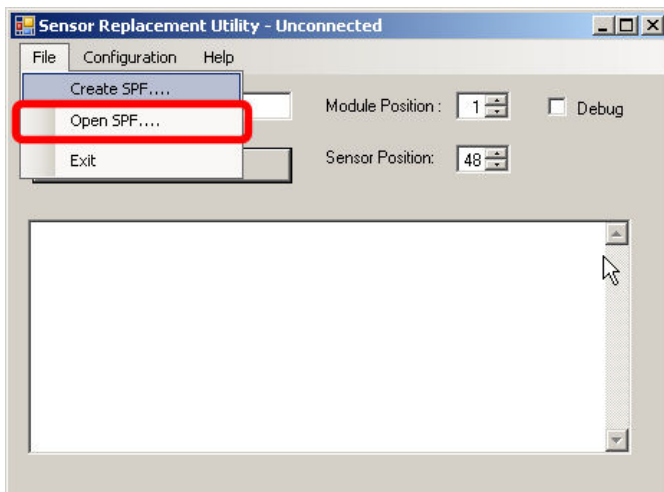 Sensor Replacement Utility - Unconnected
File Configuration Help
Create SPF....
Open SPF....
Exit
Module Position : 1
Debug
Sensor Position: 48